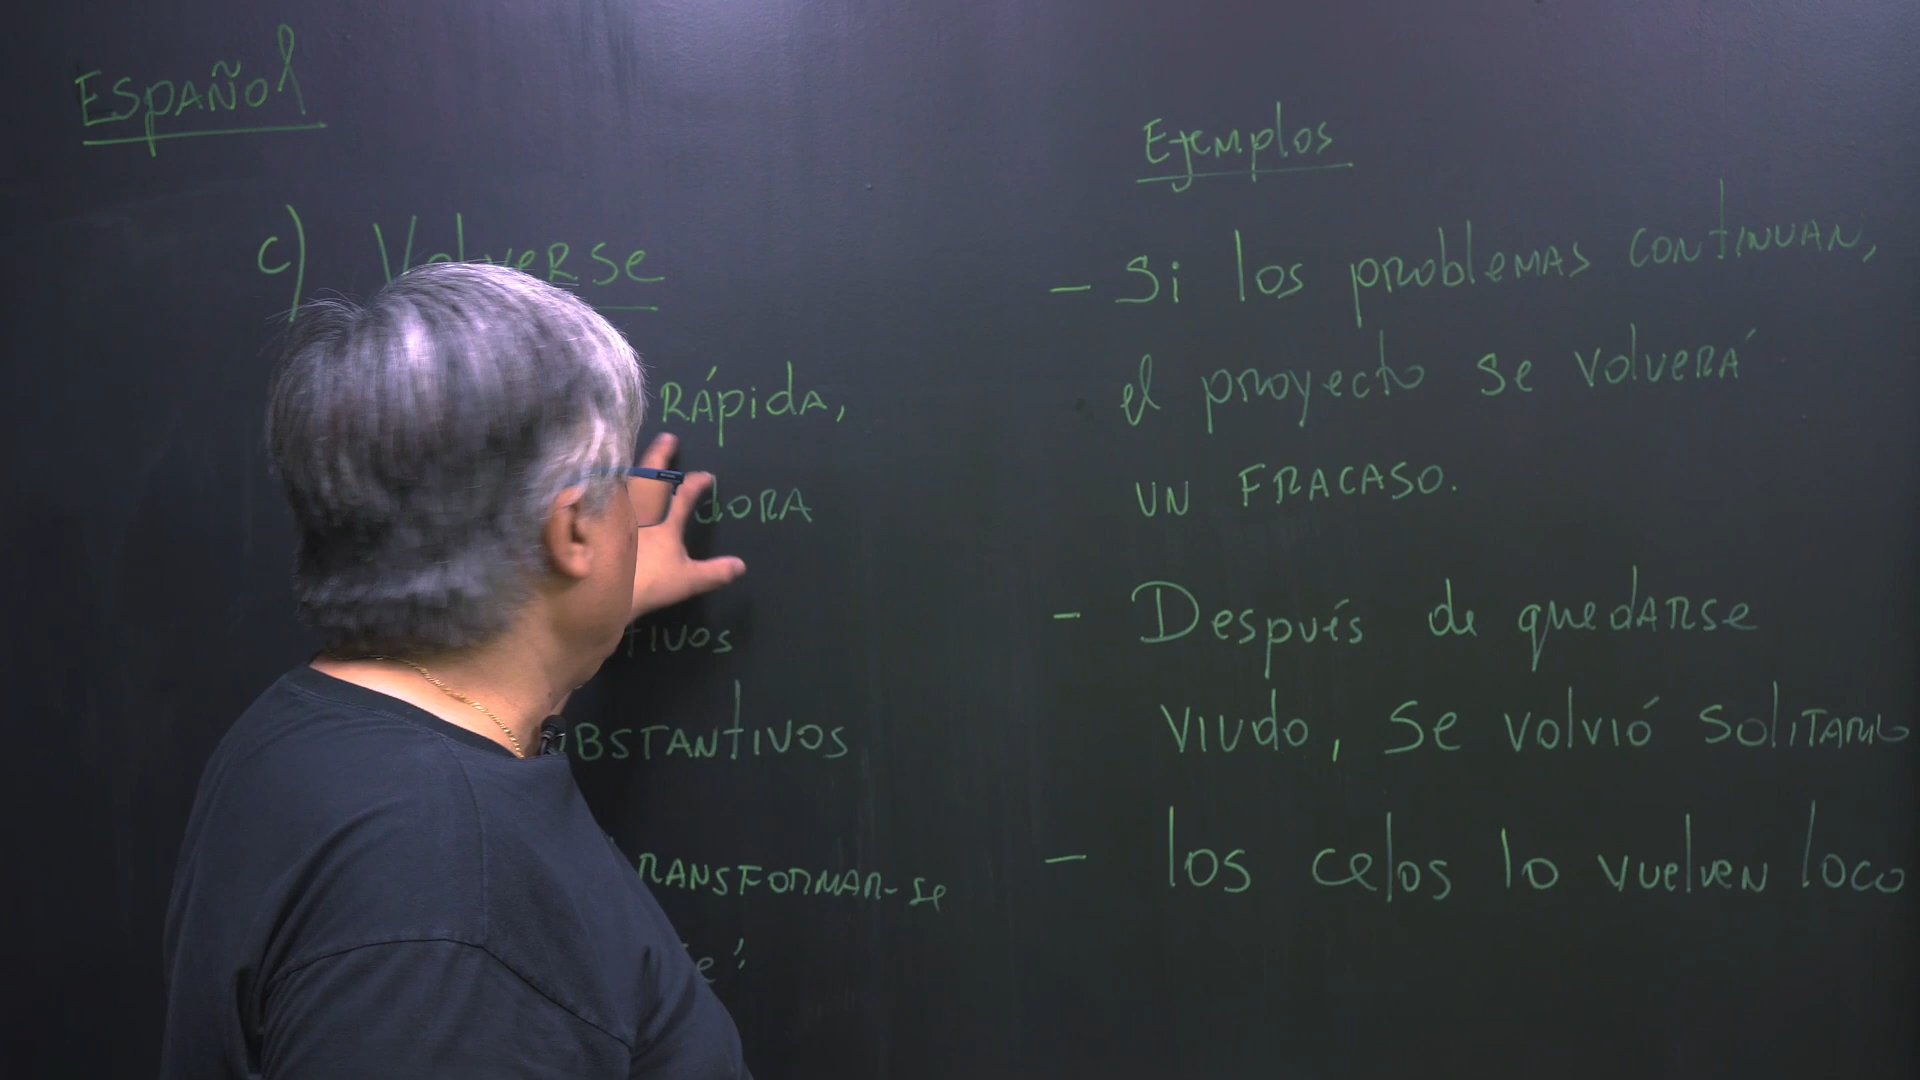 Español
c) Volverse
Rápida,
dora
tivos
bstantivos
ransformar-se
Ejemplos
- Si los problemas continuan,
el proyecto se volverá
un fracaso.
- Después de quedarse
viudo, se volvió solitario
- los celos lo vuelven loco